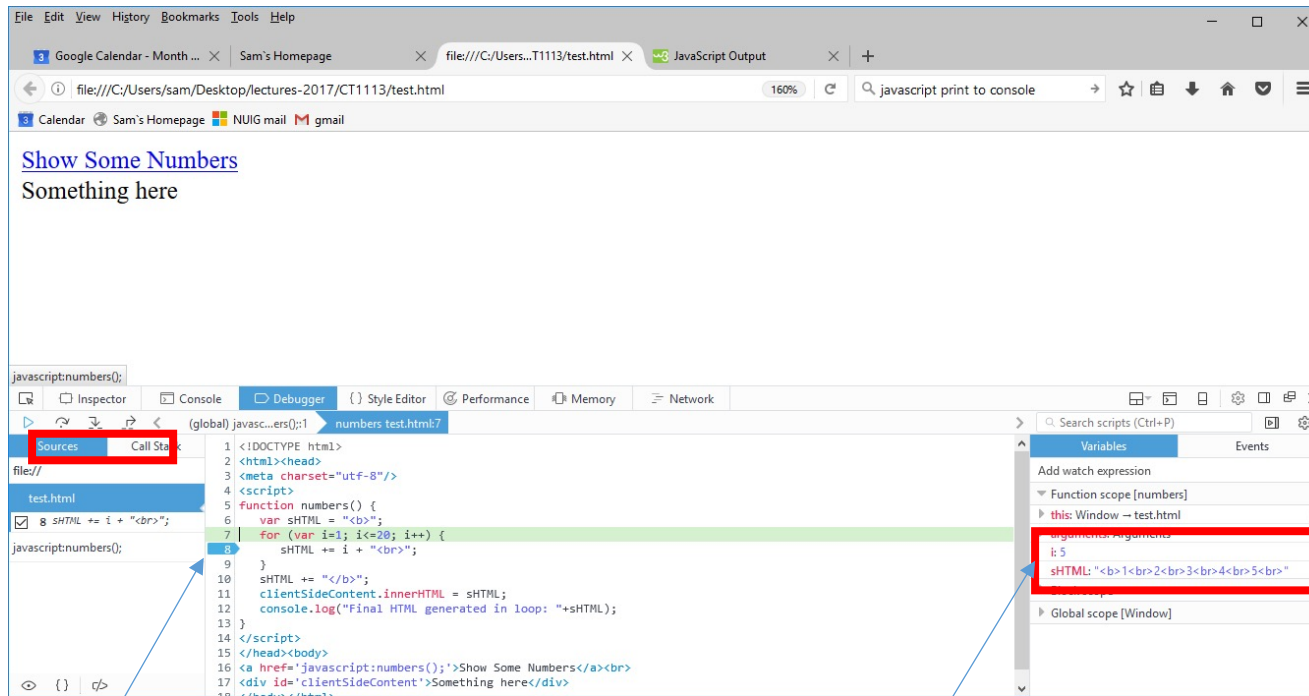 File Edit View History Bookmarks Tools Help
Google Calendar - Month ... Sam's Homepage file:///C:/Users...T1113/test.html JavaScript Output
file:///C:/Users/sam/Desktop/lectures-2017/CT1113/test.html 160% javascript print to console
Calendar Sam's Homepage NUIG mail gmail
Show Some Numbers
Something here
javascript:numbers();
Inspector Console Debugger { } Style Editor Performance Memory Network
(global) javasc...ers();:1 numbers test.html:7 Search scripts (Ctrl+P)
Sources Call Stack Variables Events
file://
test.html
8 sHTML += i + "<br>";
javascript:numbers();
1 <!DOCTYPE html>
2 <html><head>
3 <meta charset="utf-8"/>
4 <script>
5 function numbers() {
6 var sHTML = "<b>";
7 for (var i=1; i<=20; i++) {
8 sHTML += i + "<br>";
9 }
10 sHTML += "</b>";
11 clientSideContent.innerHTML = sHTML;
12 console.log("Final HTML generated in loop: "+sHTML);
13 }
14 </script>
15 </head><body>
16 <a href='javascript:numbers();'>Show Some Numbers</a><br>
17 <div id='clientSideContent'>Something here</div>
18 </body></html>
Add watch expression
Function scope [numbers]
this: Window → test.html
arguments: Arguments
i: 5
sHTML: "<b>1<br>2<br>3<br>4<br>5<br>"
Block scope
Global scope [Window]